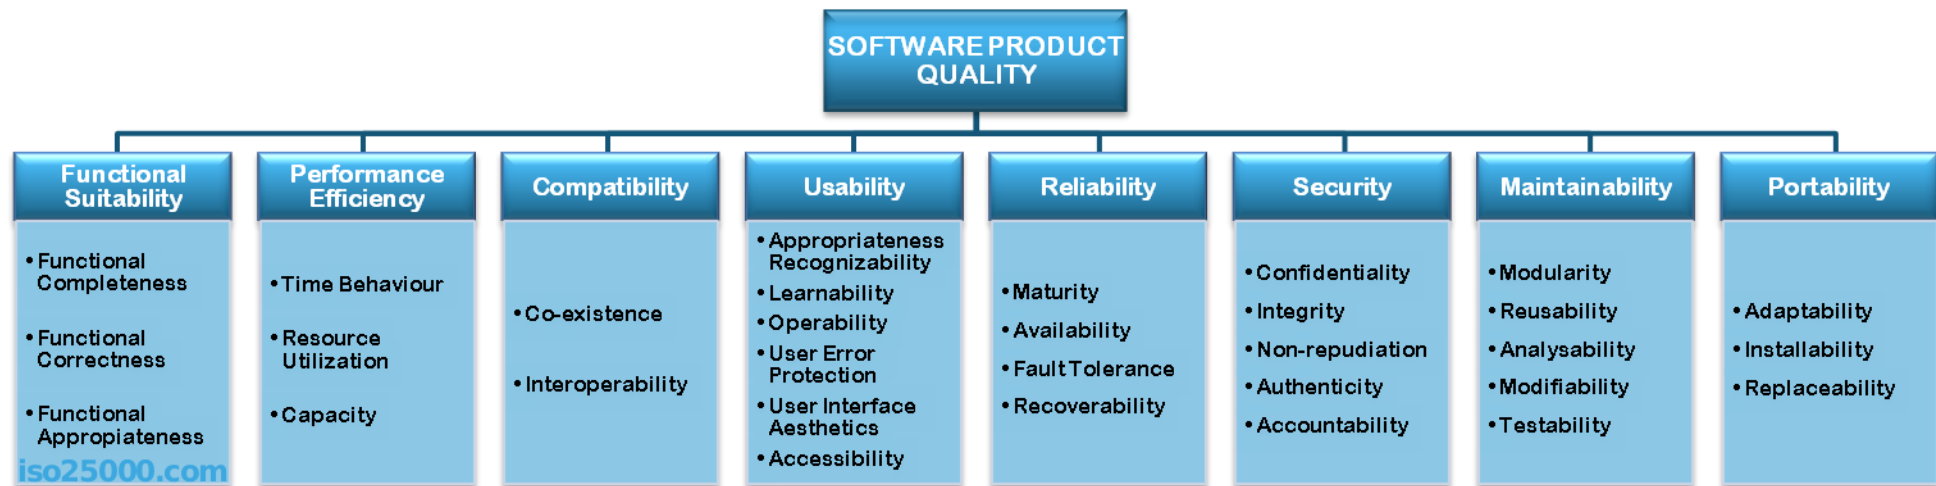 SOFTWARE PRODUCT
QUALITY
Functional
Suitability
• Functional
Completeness
• Functional
Correctness
• Functional
Appropiateness
iso25000.com
Performance
Efficiency
• Time Behaviour
• Resource
Utilization
• Capacity
Compatibility
• Co-existence
• Interoperability
Usability
• Appropriateness
Recognizability
• Learnability
• Operability
• User Error
Protection
• User Interface
Aesthetics
• Accessibility
Reliability
• Maturity
• Availability
• Fault Tolerance
• Recoverability
Security
• Confidentiality
• Integrity
• Non-repudiation
• Authenticity
• Accountability
Maintainability
• Modularity
• Reusability
• Analysability
• Modifiability
• Testability
Portability
• Adaptability
• Installability
• Replaceability